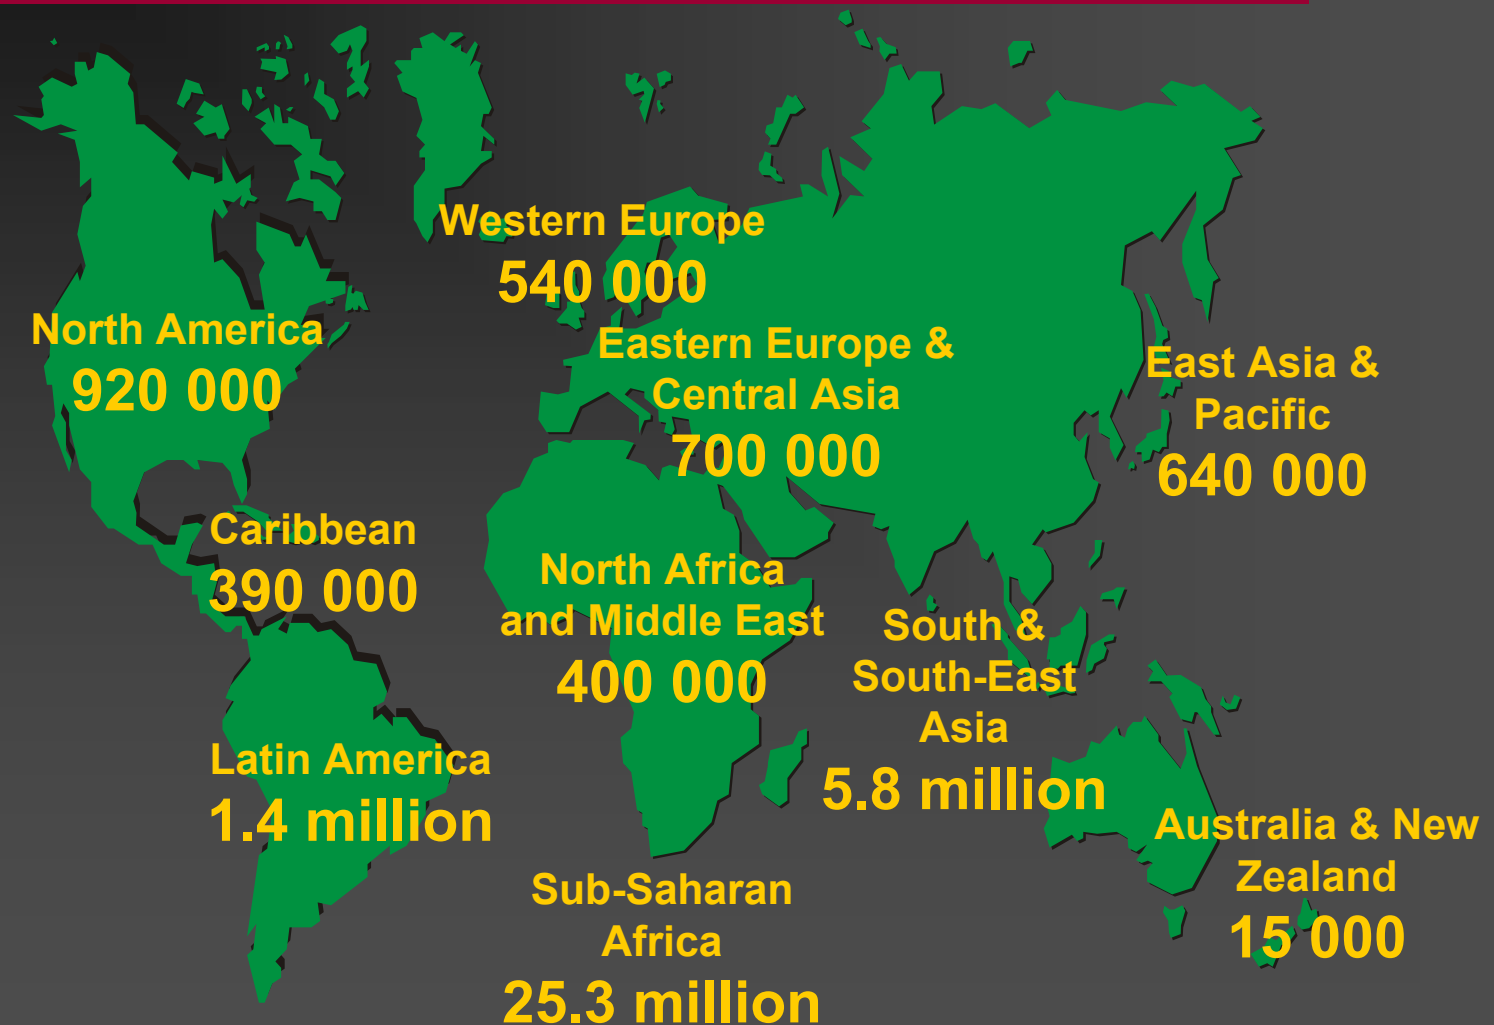 Western Europe
540 000
North America
920 000
Eastern Europe &
Central Asia
700 000
East Asia &
Pacific
640 000
Caribbean
390 000
North Africa
and Middle East
400 000
South &
South-East
Asia
5.8 million
Latin America
1.4 million
Australia & New
Zealand
15 000
Sub-Saharan
Africa
25.3 million